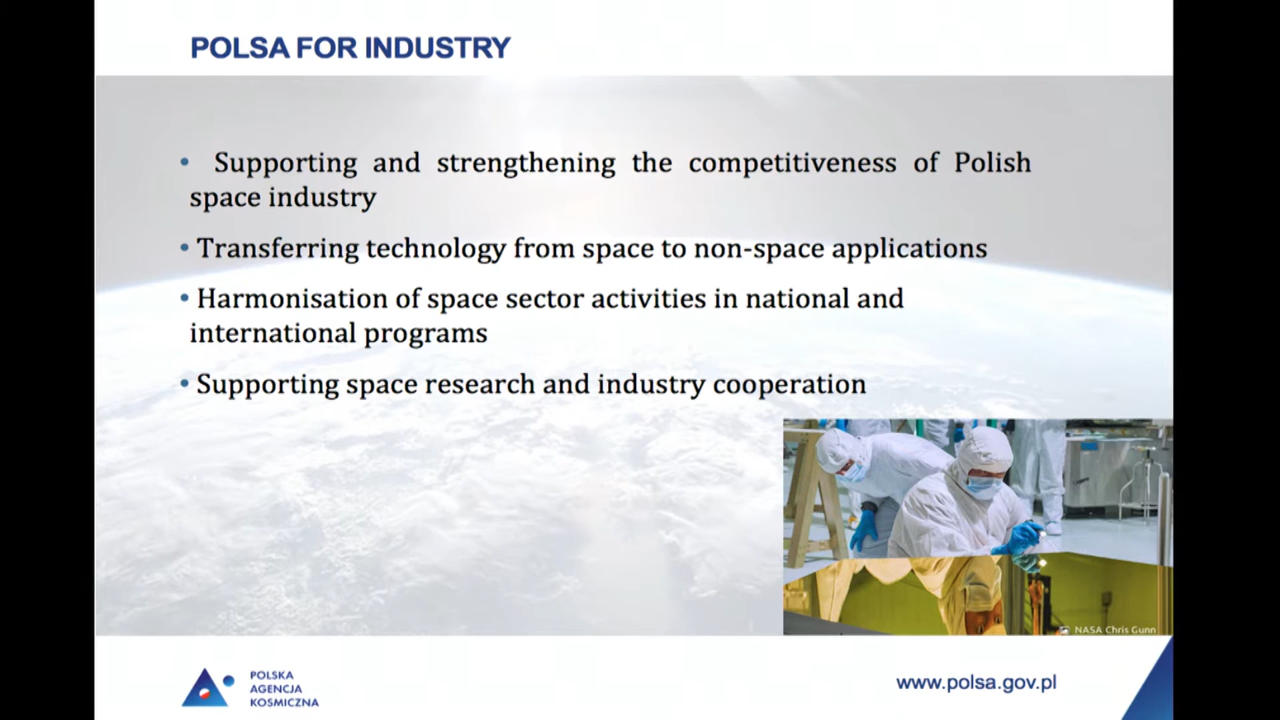 POLSA FOR INDUSTRY
• Supporting and strengthening the competitiveness of Polish
space industry
• Transferring technology from space to non-space applications
• Harmonisation of space sector activities in national and
international programs
• Supporting space research and industry cooperation
NASA Chris Gunn
POLSKA
AGENCJA
KOSMICZNA
www.polsa.gov.pl